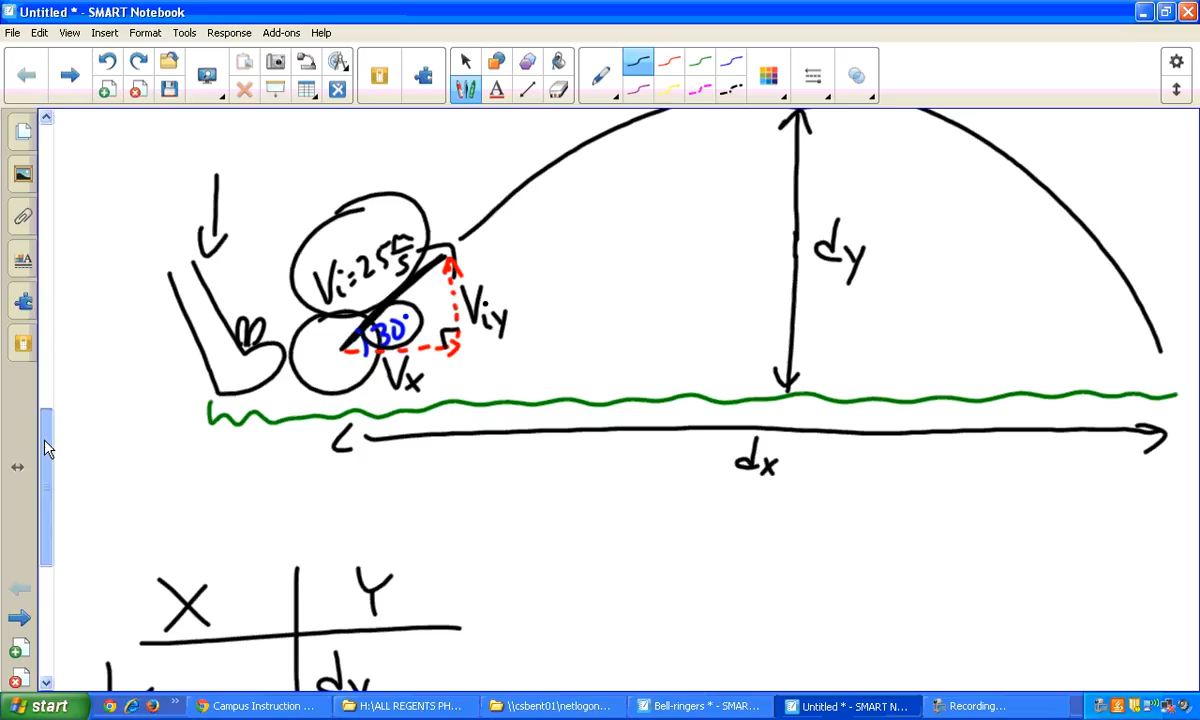 Untitled * - SMART Notebook
File Edit View Insert Format Tools Response Add-ons Help
Vi=25 m/s
30°
Viy
Vx
dy
dx
X Y
dy
start
Campus Instruction ...
H:\ALL REGENTS PH...
\\csbent01\netlogon...
Bell-ringers * - SMAR...
Untitled * - SMART N...
Recording...